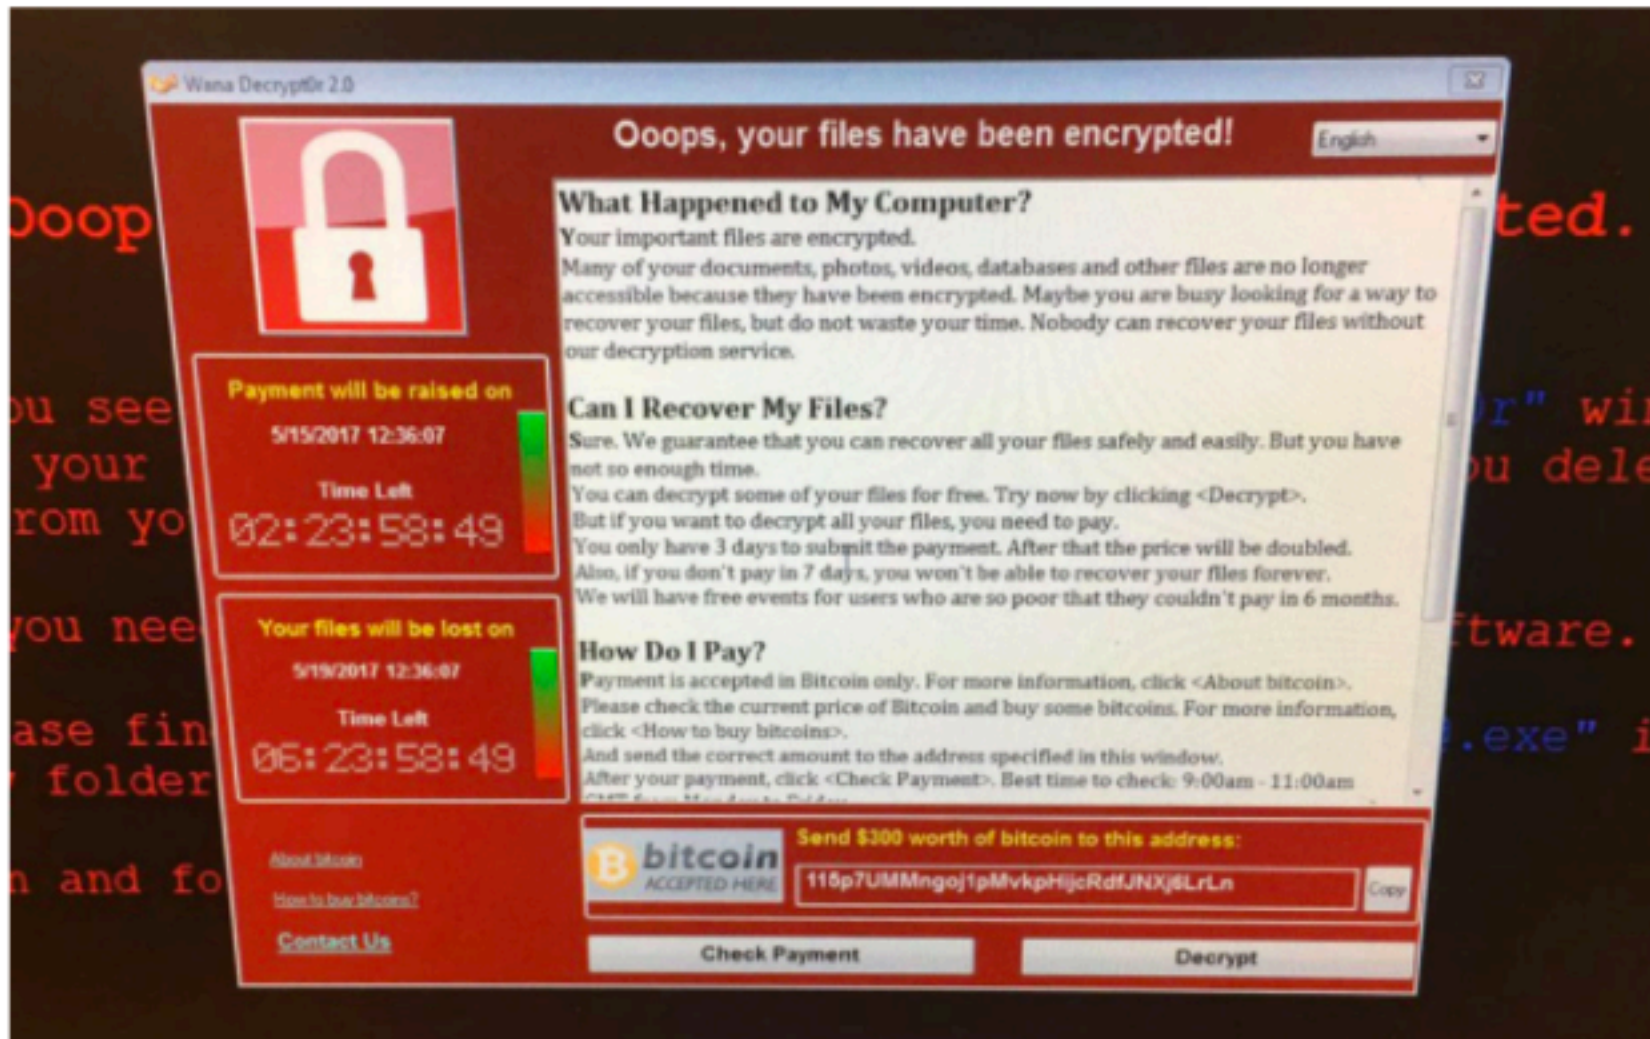 Wana Decrypt0r 2.0
Ooops, your files have been encrypted!
English
What Happened to My Computer?
Your important files are encrypted.
Many of your documents, photos, videos, databases and other files are no longer
accessible because they have been encrypted. Maybe you are busy looking for a way to
recover your files, but do not waste your time. Nobody can recover your files without
our decryption service.
Can I Recover My Files?
Sure. We guarantee that you can recover all your files safely and easily. But you have
not so enough time.
You can decrypt some of your files for free. Try now by clicking <Decrypt>.
But if you want to decrypt all your files, you need to pay.
You only have 3 days to submit the payment. After that the price will be doubled.
Also, if you don't pay in 7 days, you won't be able to recover your files forever.
We will have free events for users who are so poor that they couldn't pay in 6 months.
How Do I Pay?
Payment is accepted in Bitcoin only. For more information, click <About bitcoin>.
Please check the current price of Bitcoin and buy some bitcoins. For more information,
click <How to buy bitcoins>.
And send the correct amount to the address specified in this window.
After your payment, click <Check Payment>. Best time to check: 9:00am - 11:00am
Payment will be raised on
5/15/2017 12:36:07
Time Left
02:23:58:49
Your files will be lost on
5/19/2017 12:36:07
Time Left
06:23:58:49
About bitcoin
How to buy bitcoins?
Contact Us
bitcoin
ACCEPTED HERE
Send $300 worth of bitcoin to this address:
115p7UMMngoj1pMvkpHijcRdfJNXj6LrLn
Copy
Check Payment
Decrypt
Ooop ted.
ou see 0r" win
your ou dele
rom yo
you nee tware.
ase fin .exe" i
folder
n and fo